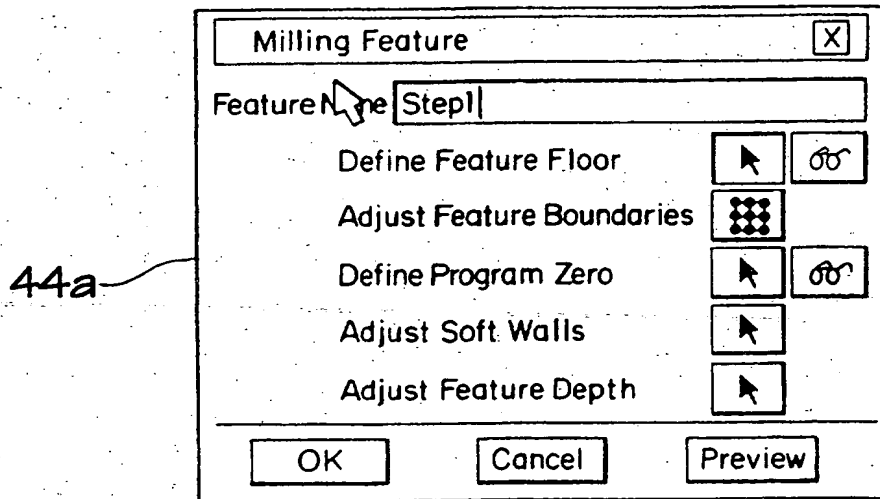 Milling Feature X
Feature Name Step1
Define Feature Floor
Adjust Feature Boundaries
44a
Define Program Zero
Adjust Soft Walls
Adjust Feature Depth
OK Cancel Preview